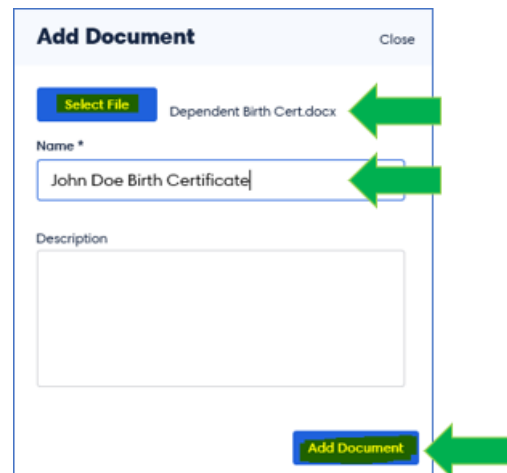 Add Document Close
Select File Dependent Birth Cert.docx
Name *
John Doe Birth Certificate
Description
Add Document